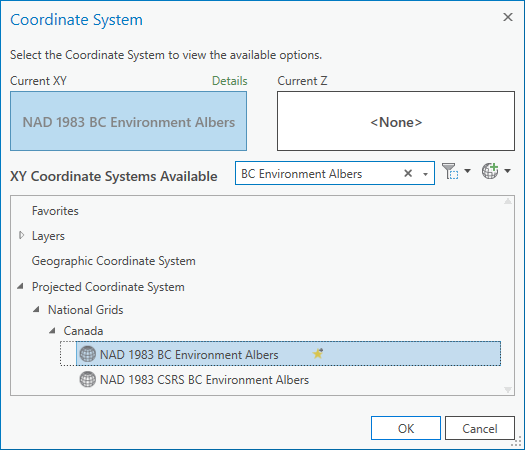 Coordinate System
Select the Coordinate System to view the available options.
Current XY Details Current Z
NAD 1983 BC Environment Albers <None>
XY Coordinate Systems Available BC Environment Albers
Favorites
Layers
Geographic Coordinate System
Projected Coordinate System
National Grids
Canada
NAD 1983 BC Environment Albers
NAD 1983 CSRS BC Environment Albers
OK Cancel